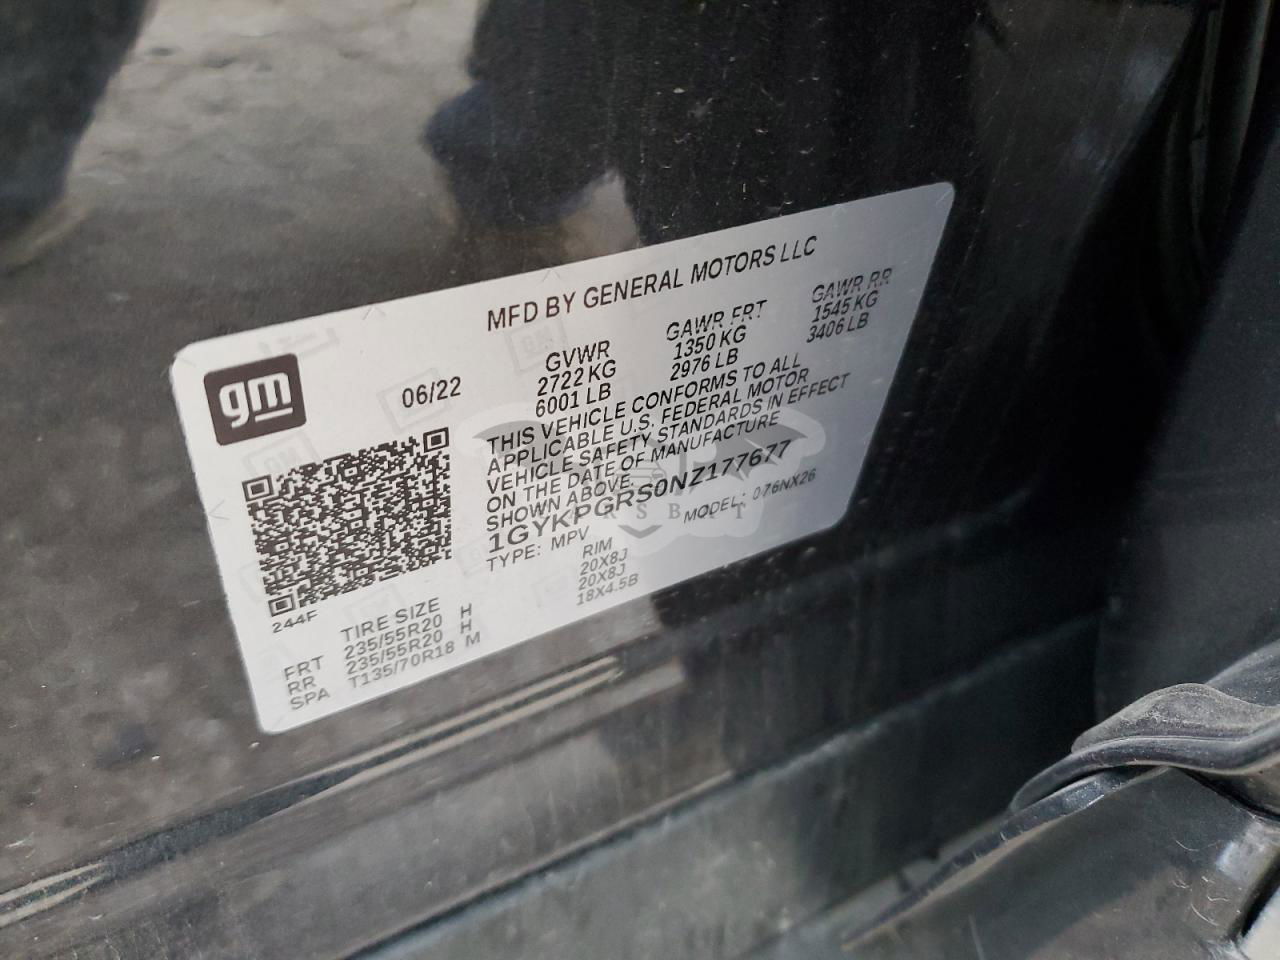 MFD BY GENERAL MOTORS LLC
gm
06/22
GVWR GAWR FRT GAWR RR
2722 KG 1350 KG 1545 KG
6001 LB 2976 LB 3406 LB
THIS VEHICLE CONFORMS TO ALL
APPLICABLE U.S. FEDERAL MOTOR
VEHICLE SAFETY STANDARDS IN EFFECT
ON THE DATE OF MANUFACTURE
SHOWN ABOVE.
1GYKPGRS0NZ177677
TYPE: MPV MODEL: 076NX26
244F
TIRE SIZE RIM
FRT 235/55R20 H 20X8J
RR 235/55R20 H 20X8J
SPA T135/70R18 M 18X4.5B